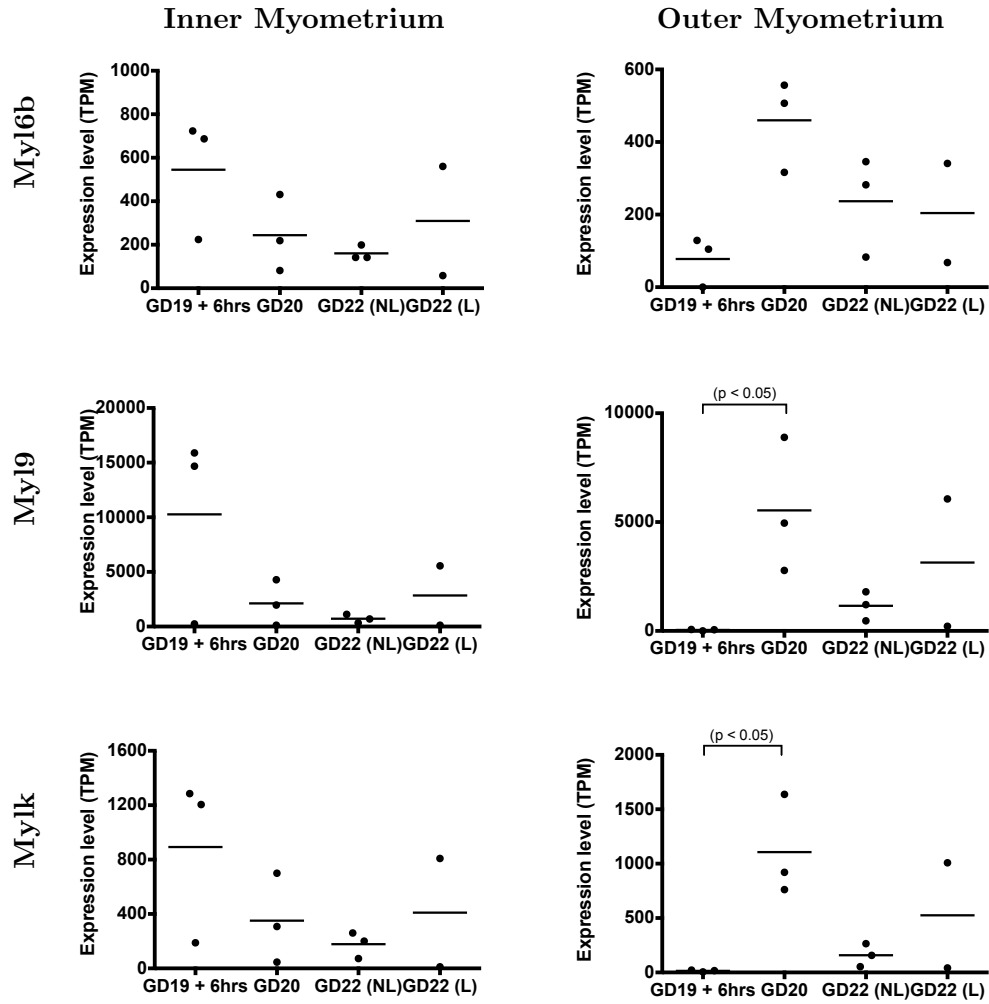 Inner Myometrium
Outer Myometrium
Myl6b
Expression level (TPM)
1000
800
600
400
200
0
GD19 + 6hrs GD20 GD22 (NL) GD22 (L)
Expression level (TPM)
600
400
200
0
GD19 + 6hrs GD20 GD22 (NL) GD22 (L)
Myl9
Expression level (TPM)
20000
15000
10000
5000
0
GD19 + 6hrs GD20 GD22 (NL) GD22 (L)
(p < 0.05)
Expression level (TPM)
10000
5000
0
GD19 + 6hrs GD20 GD22 (NL) GD22 (L)
Mylk
Expression level (TPM)
1600
1200
800
400
0
GD19 + 6hrs GD20 GD22 (NL) GD22 (L)
(p < 0.05)
Expression level (TPM)
2000
1500
1000
500
0
GD19 + 6hrs GD20 GD22 (NL) GD22 (L)